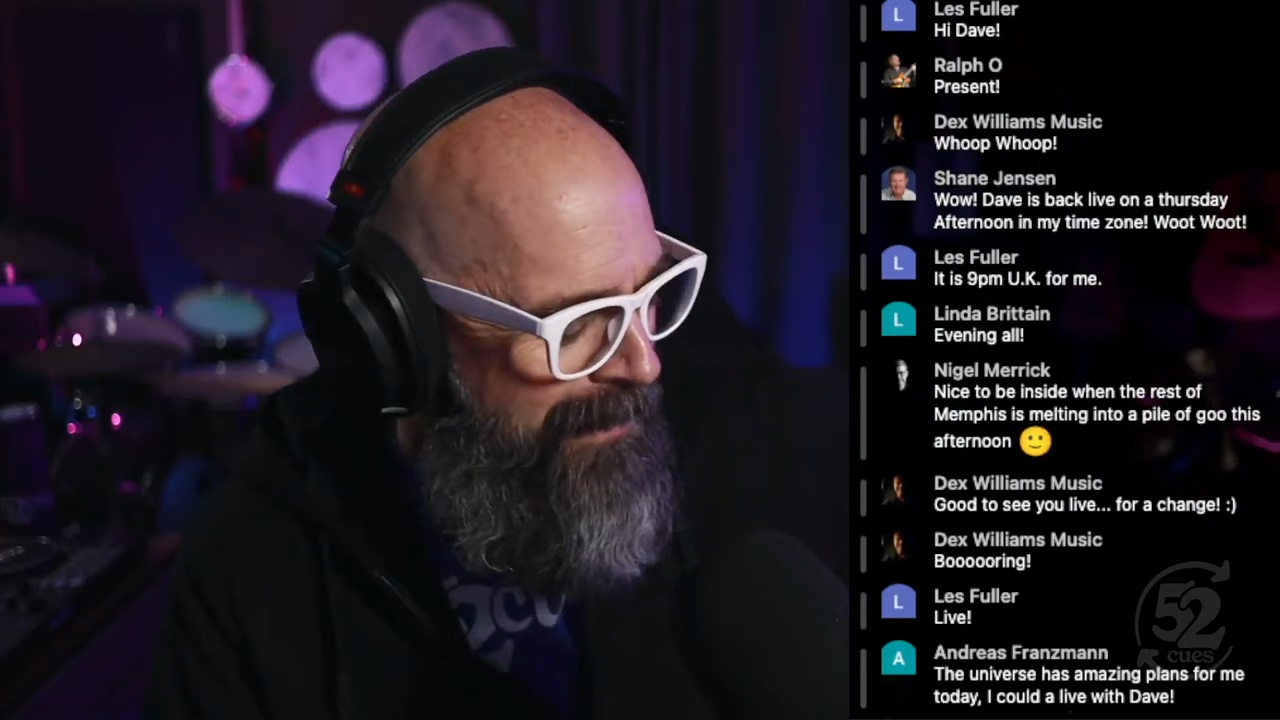 Les Fuller
Hi Dave!
Ralph O
Present!
Dex Williams Music
Whoop Whoop!
Shane Jensen
Wow! Dave is back live on a thursday
Afternoon in my time zone! Woot Woot!
L
Les Fuller
It is 9pm U.K. for me.
L
Linda Brittain
Evening all!
Nigel Merrick
Nice to be inside when the rest of
Memphis is melting into a pile of goo this
afternoon 🙂
Dex Williams Music
Good to see you live... for a change! :)
Dex Williams Music
Boooooring!
L
Les Fuller
Live!
A
Andreas Franzmann
The universe has amazing plans for me
today, I could a live with Dave!
52
cues